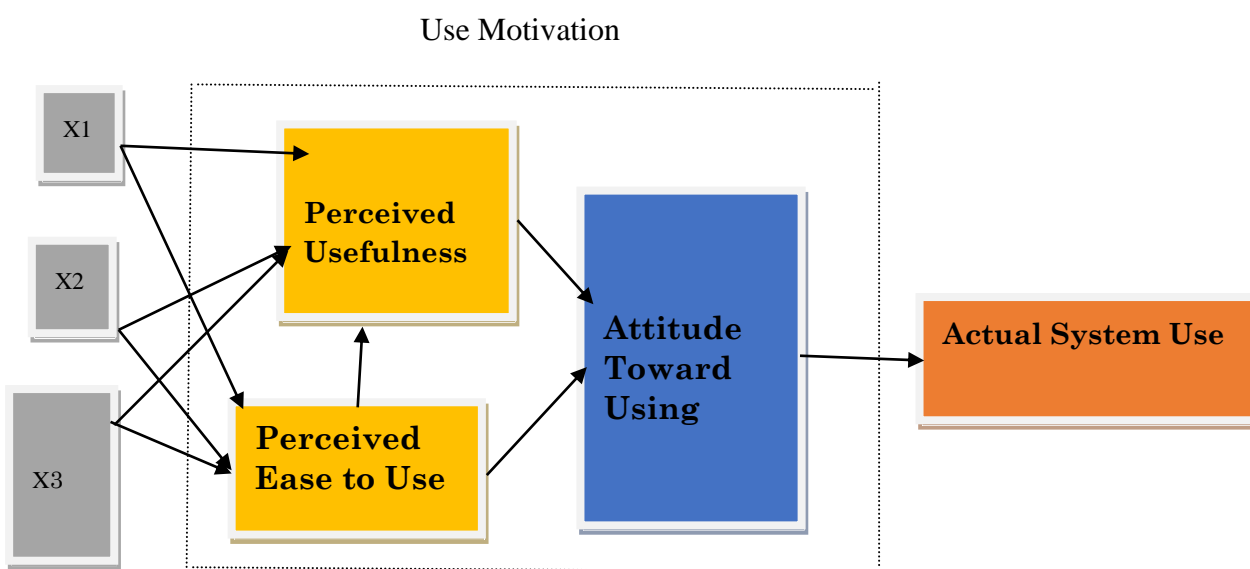 Use Motivation
X1
X2
X3
Perceived
Usefulness
Perceived
Ease to Use
Attitude
Toward
Using
Actual System Use